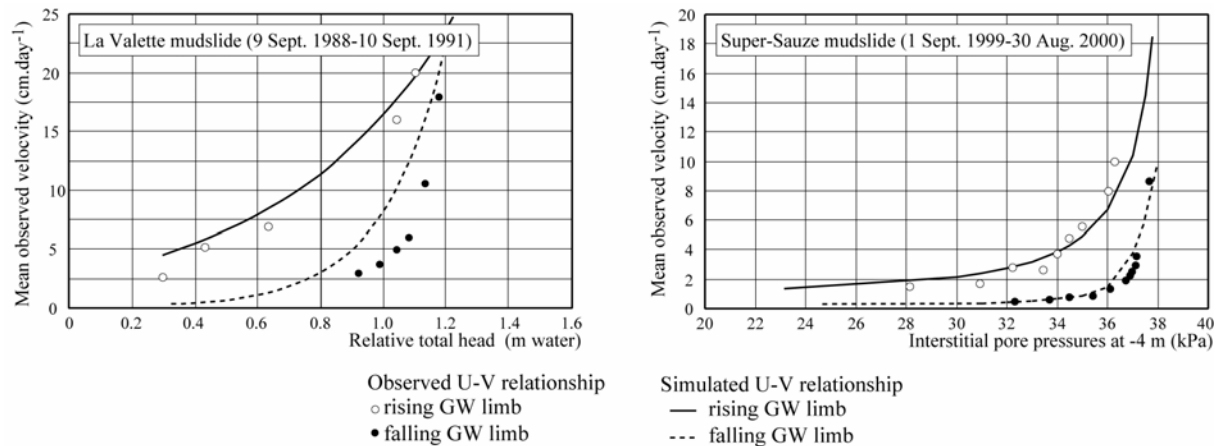 La Valette mudslide (9 Sept. 1988-10 Sept. 1991)
Mean observed velocvity (cm.day-1)
25
20
15
10
5
0
0 0.2 0.4 0.6 0.8 1.0 1.2 1.4 1.6
Relative total head (m water)
Super-Sauze mudslide (1 Sept. 1999-30 Aug. 2000)
Mean observed velocity (cm.day-1)
20
18
16
14
12
10
8
6
4
2
0
20 22 24 26 28 30 32 34 36 38 40
Interstitial pore pressures at -4 m (kPa)
Observed U-V relationship
rising GW limb
falling GW limb
Simulated U-V relationship
rising GW limb
falling GW limb